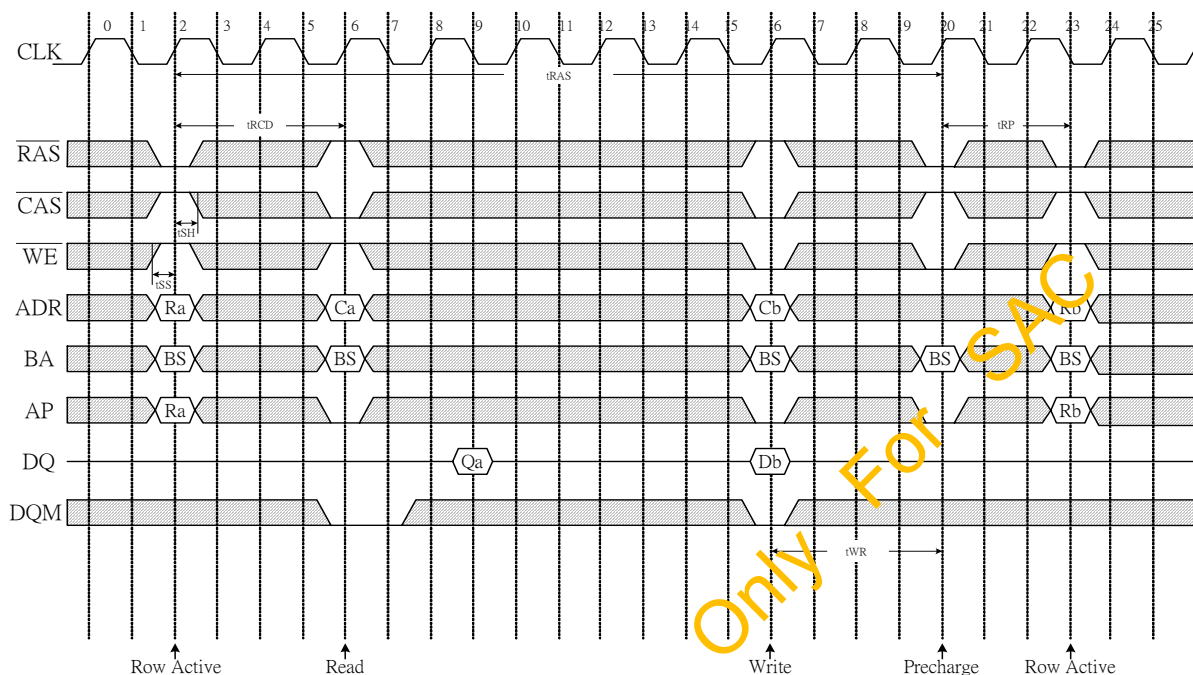 0 1 2 3 4 5 6 7 8 9 10 11 12 13 14 15 16 17 18 19 20 21 22 23 24 25
CLK
tRAS
tRCD
tRP
RAS
CAS
tSH
WE
tSS
ADR Ra Ca Cb Rb
BA BS BS BS BS BS
AP Ra Rb
DQ Qa Db
DQM
tWR
Row Active Read Write Precharge Row Active
Only For SAC